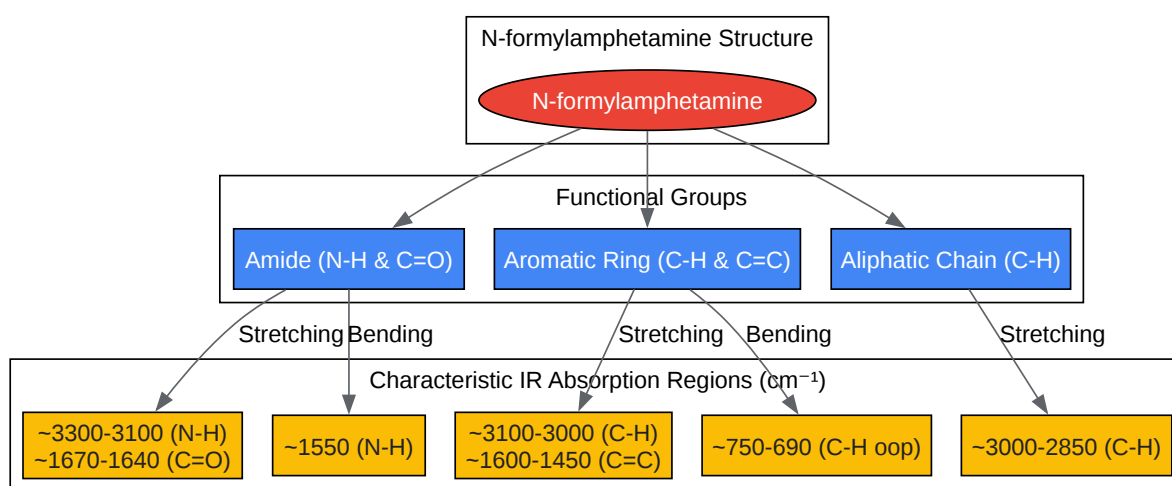 N-formylamphetamine Structure
N-formylamphetamine
Functional Groups
Amide (N-H & C=O)
Aromatic Ring (C-H & C=C)
Aliphatic Chain (C-H)
Stretching
Bending
Stretching
Bending
Stretching
Characteristic IR Absorption Regions (cm⁻¹)
~3300-3100 (N-H)
~1670-1640 (C=O)
~1550 (N-H)
~3100-3000 (C-H)
~1600-1450 (C=C)
~750-690 (C-H oop)
~3000-2850 (C-H)